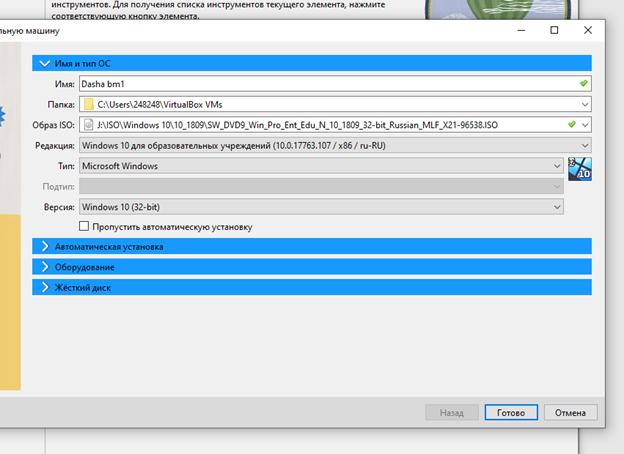 инструментов. Для получения списка инструментов текущего элемента, нажмите
соответствующую кнопку элемента.
льную машину
Имя и тип ОС
Имя: Dasha bm1
Папка: C:\Users\248248\VirtualBox VMs
Образ ISO: J:\ISO\Windows 10\10_1809\SW_DVD9_Win_Pro_Ent_Edu_N_10_1809_32-bit_Russian_MLF_X21-96538.ISO
Редакция: Windows 10 для образовательных учреждений (10.0.17763.107 / x86 / ru-RU)
Тип: Microsoft Windows
Подтип:
Версия: Windows 10 (32-bit)
Пропустить автоматическую установку
Автоматическая установка
Оборудование
Жёсткий диск
Назад Готово Отмена